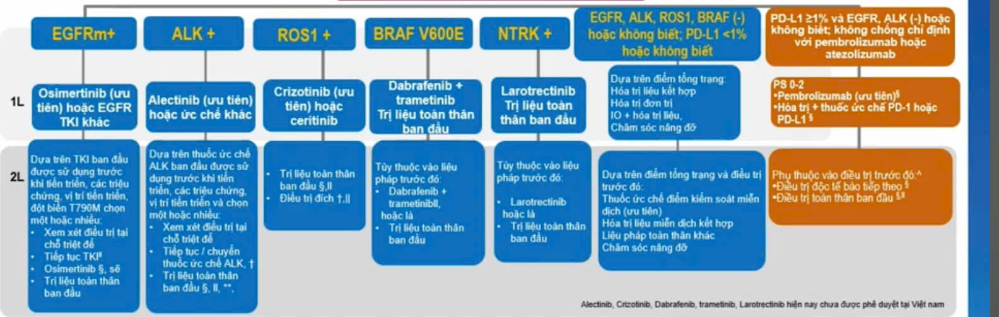 EGFRm+
ALK +
ROS1 +
BRAF V600E
NTRK +
EGFR, ALK, ROS1, BRAF (-)
hoặc không biết; PD-L1 <1%
hoặc không biết
PD-L1 ≥1% và EGFR, ALK (-) hoặc
không biết; không chống chỉ định
với pembrolizumab hoặc
atezolizumab
1L
Osimertinib (ưu
tiên) hoặc EGFR
TKI khác
Alectinib (ưu tiên)
hoặc ức chế khác
Crizotinib (ưu
tiên) hoặc
ceritinib
Dabrafenib +
trametinib
Trị liệu toàn thân
ban đầu
Larotrectinib
Trị liệu toàn
thân ban đầu
Dựa trên điểm tổng trạng:
Hóa trị liệu kết hợp
Hóa trị đơn trị
IO + hóa trị liệu,
Chăm sóc nâng đỡ
PS 0-2
•Pembrolizumab (ưu tiên)§
•Hóa trị + thuốc ức chế PD-1 hoặc
PD-L1 §
2L
Dựa trên TKI ban đầu
được sử dụng trước
khi tiến triển, các triệu
chứng, vị trí tiến triển,
đột biến T790M chọn
một hoặc nhiều:
• Xem xét điều trị tại
chỗ triệt để
• Tiếp tục TKI‖
• Osimertinib §, sẽ
• Trị liệu toàn thân
ban đầu
Dựa trên thuốc ức chế
ALK ban đầu được sử
dụng trước khi tiến
triển, các triệu chứng,
vị trí tiến triển và chọn
một hoặc nhiều:
• Xem xét điều trị tại
chỗ triệt để
• Tiếp tục / chuyển
thuốc ức chế ALK, †
• Trị liệu toàn thân
ban đầu §, ll, **,
• Trị liệu toàn thân
ban đầu §,ll
• Điều trị đích †,||
Tùy thuộc vào liệu
pháp trước đó:
• Dabrafenib +
trametinibll,
hoặc là
• Trị liệu toàn thân
ban đầu
Tùy thuộc vào liệu
pháp trước đó:
• Larotrectinib
hoặc là
• Trị liệu toàn thân
ban đầu
Dựa trên điểm tổng trạng và điều trị
trước đó:
Thuốc ức chế điểm kiểm soát miễn
dịch (ưu tiên)
Hóa trị liệu miễn dịch kết hợp
Liệu pháp toàn thân khác
Chăm sóc nâng đỡ
Phụ thuộc vào điều trị trước đó:^
•Điều trị độc tế bào tiếp theo §
•Điều trị toàn thân ban đầu §,‖
Alectinib, Crizotinib, Dabrafenib, trametinib, Larotrectinib hiện nay chưa được phê duyệt tại Việt nam